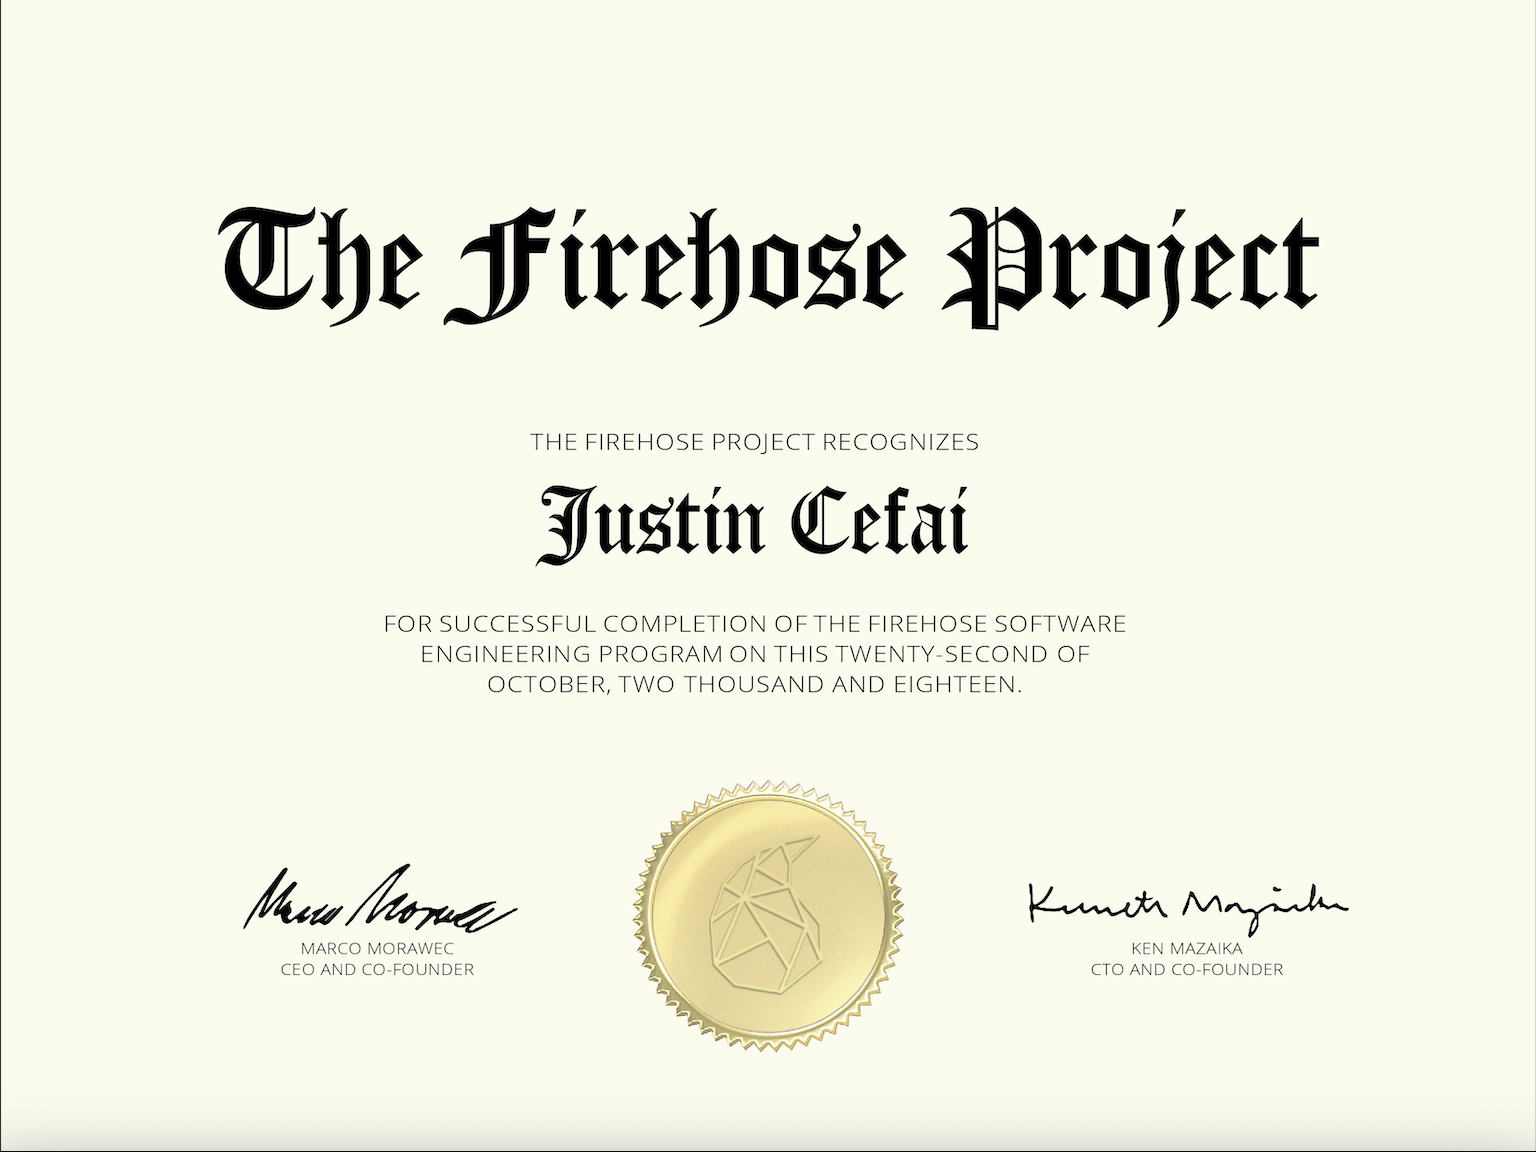 The Firehose Project
THE FIREHOSE PROJECT RECOGNIZES
Justin Cefai
FOR SUCCESSFUL COMPLETION OF THE FIREHOSE SOFTWARE
ENGINEERING PROGRAM ON THIS TWENTY-SECOND OF
OCTOBER, TWO THOUSAND AND EIGHTEEN.
Marco Morawec
MARCO MORAWEC
CEO AND CO-FOUNDER
Kenneth Mazaika
KEN MAZAIKA
CTO AND CO-FOUNDER